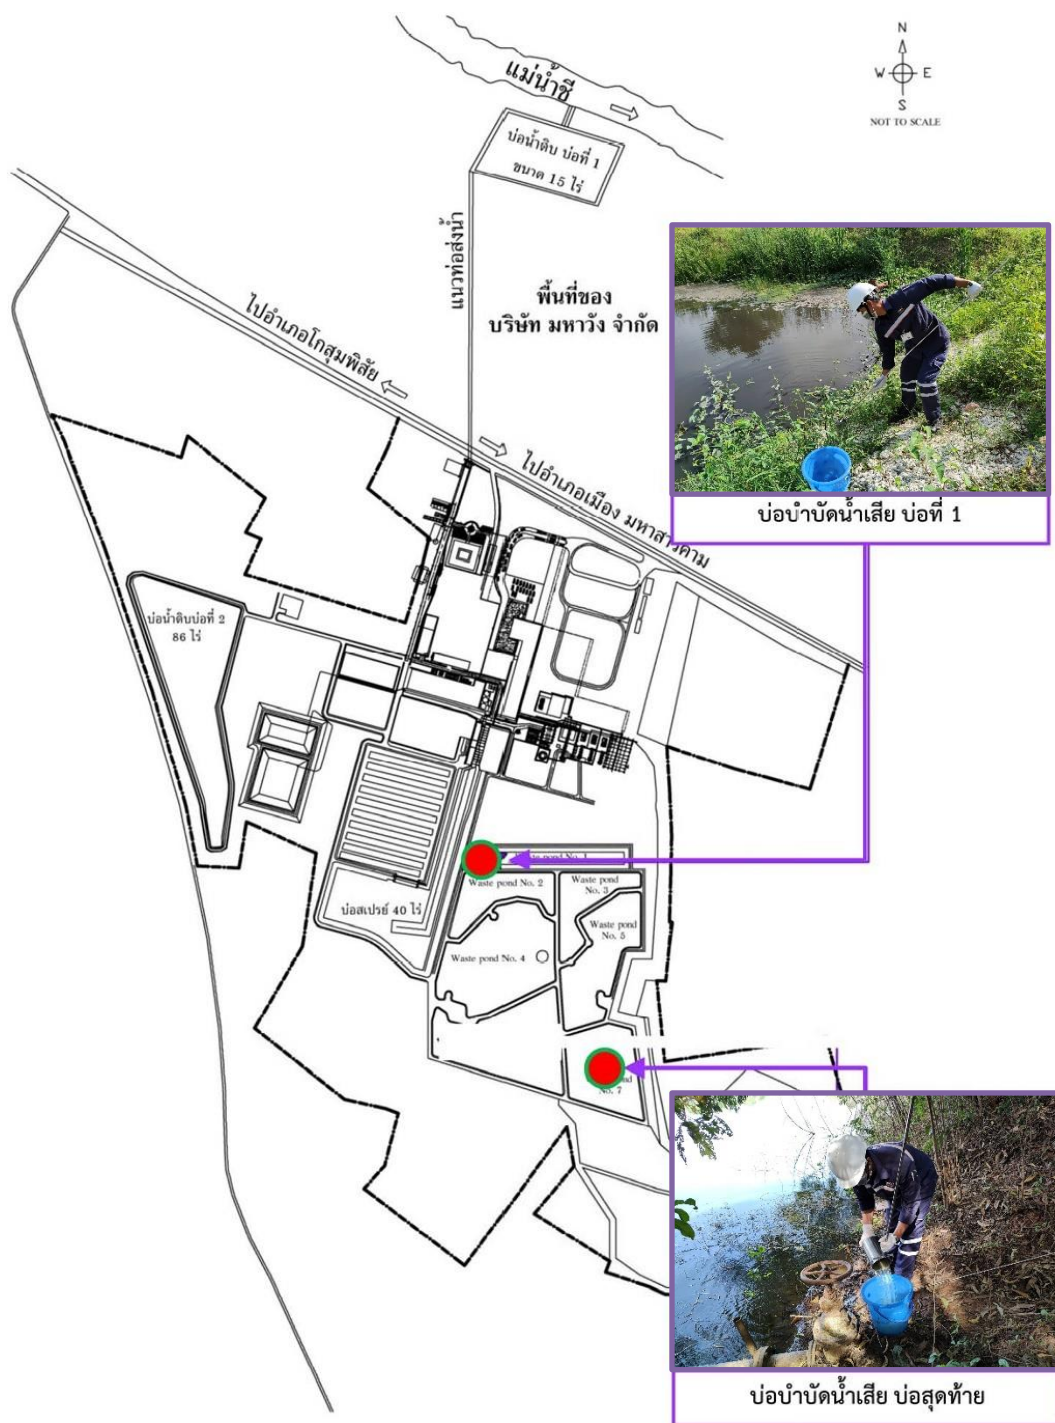 N
W E
S
NOT TO SCALE
แม่น้ำชี
บ่อน้ำดิบ บ่อที่ 1
ขนาด 15 ไร่
แนวท่อส่งน้ำ
พื้นที่ของ
บริษัท มหาวัง จำกัด
ไปอำเภอโกสุมพิสัย
ไปอำเภอเมือง มหาสารคาม
บ่อบำบัดน้ำเสีย บ่อที่ 1
บ่อน้ำดิบบ่อที่ 2
86 ไร่
Waste pond No. 1
Waste pond No. 2
Waste pond
No. 3
บ่อสเปรย์ 40 ไร่
Waste pond
No. 5
Waste pond No. 4
No. 7
บ่อบำบัดน้ำเสีย บ่อสุดท้าย